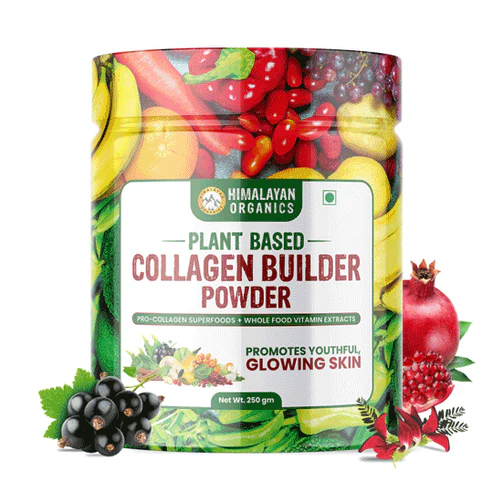 HIMALAYAN
ORGANICS
PLANT BASED
COLLAGEN BUILDER
POWDER
PRO-COLLAGEN SUPERFOODS + WHOLE FOOD VITAMIN EXTRACTS
PROMOTES YOUTHFUL,
GLOWING SKIN
Net Wt. 250 gm